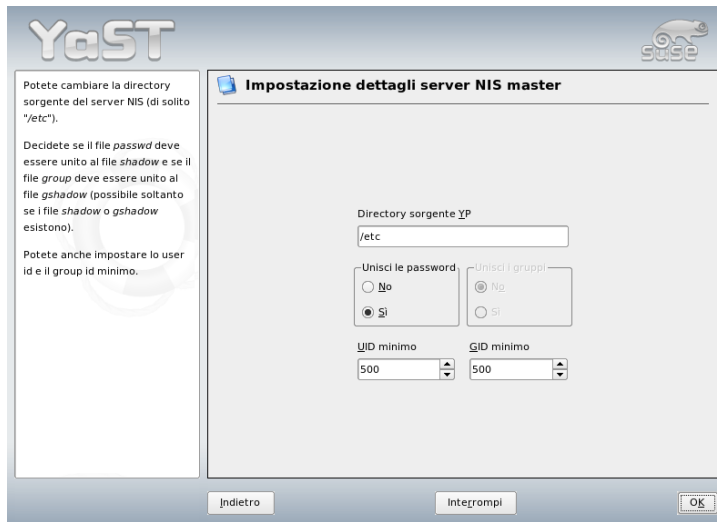 YaST
SUSE
Potete cambiare la directory
sorgente del server NIS (di solito
"/etc").
Decidete se il file passwd deve
essere unito al file shadow e se il
file group deve essere unito al
file gshadow (possibile soltanto
se i file shadow o gshadow
esistono).
Potete anche impostare lo user
id e il group id minimo.
Impostazione dettagli server NIS master
Directory sorgente YP
/etc
Unisci le password
No
Sì
Unisci i gruppi
No
Sì
UID minimo
500
GID minimo
500
Indietro
Interrompi
OK